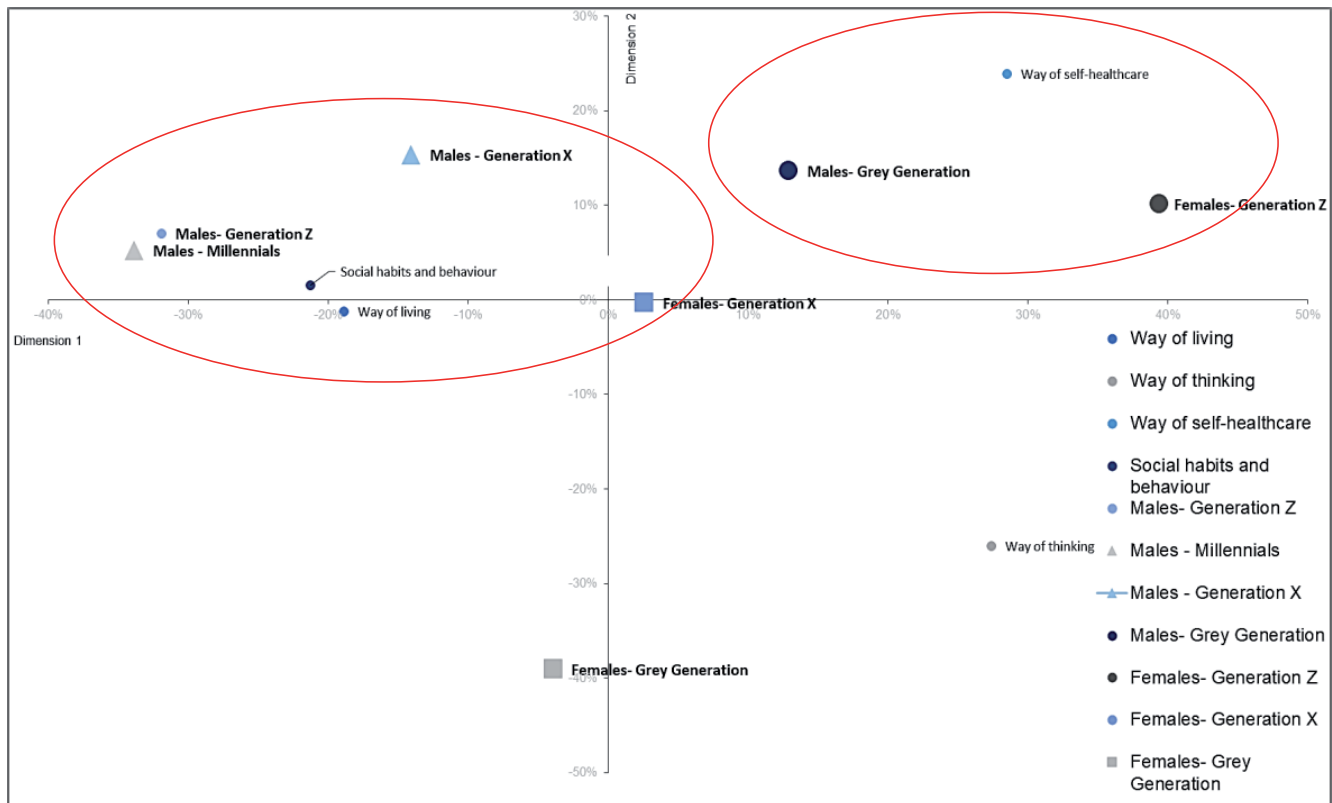 30%
Dimension 2
Way of self-healthcare
20%
Males - Generation X
Males- Grey Generation
10%
Females- Generation Z
Males- Generation Z
Males - Millennials
Social habits and behaviour
0%
Females- Generation X
-40%
-30%
-20%
-10%
10%
20%
30%
40%
50%
Way of living
Dimension 1
-10%
-20%
Way of thinking
-30%
Females- Grey Generation
-40%
-50%
Way of living
Way of thinking
Way of self-healthcare
Social habits and
behaviour
Males- Generation Z
Males - Millennials
Males - Generation X
Males- Grey Generation
Females- Generation Z
Females- Generation X
Females- Grey
Generation